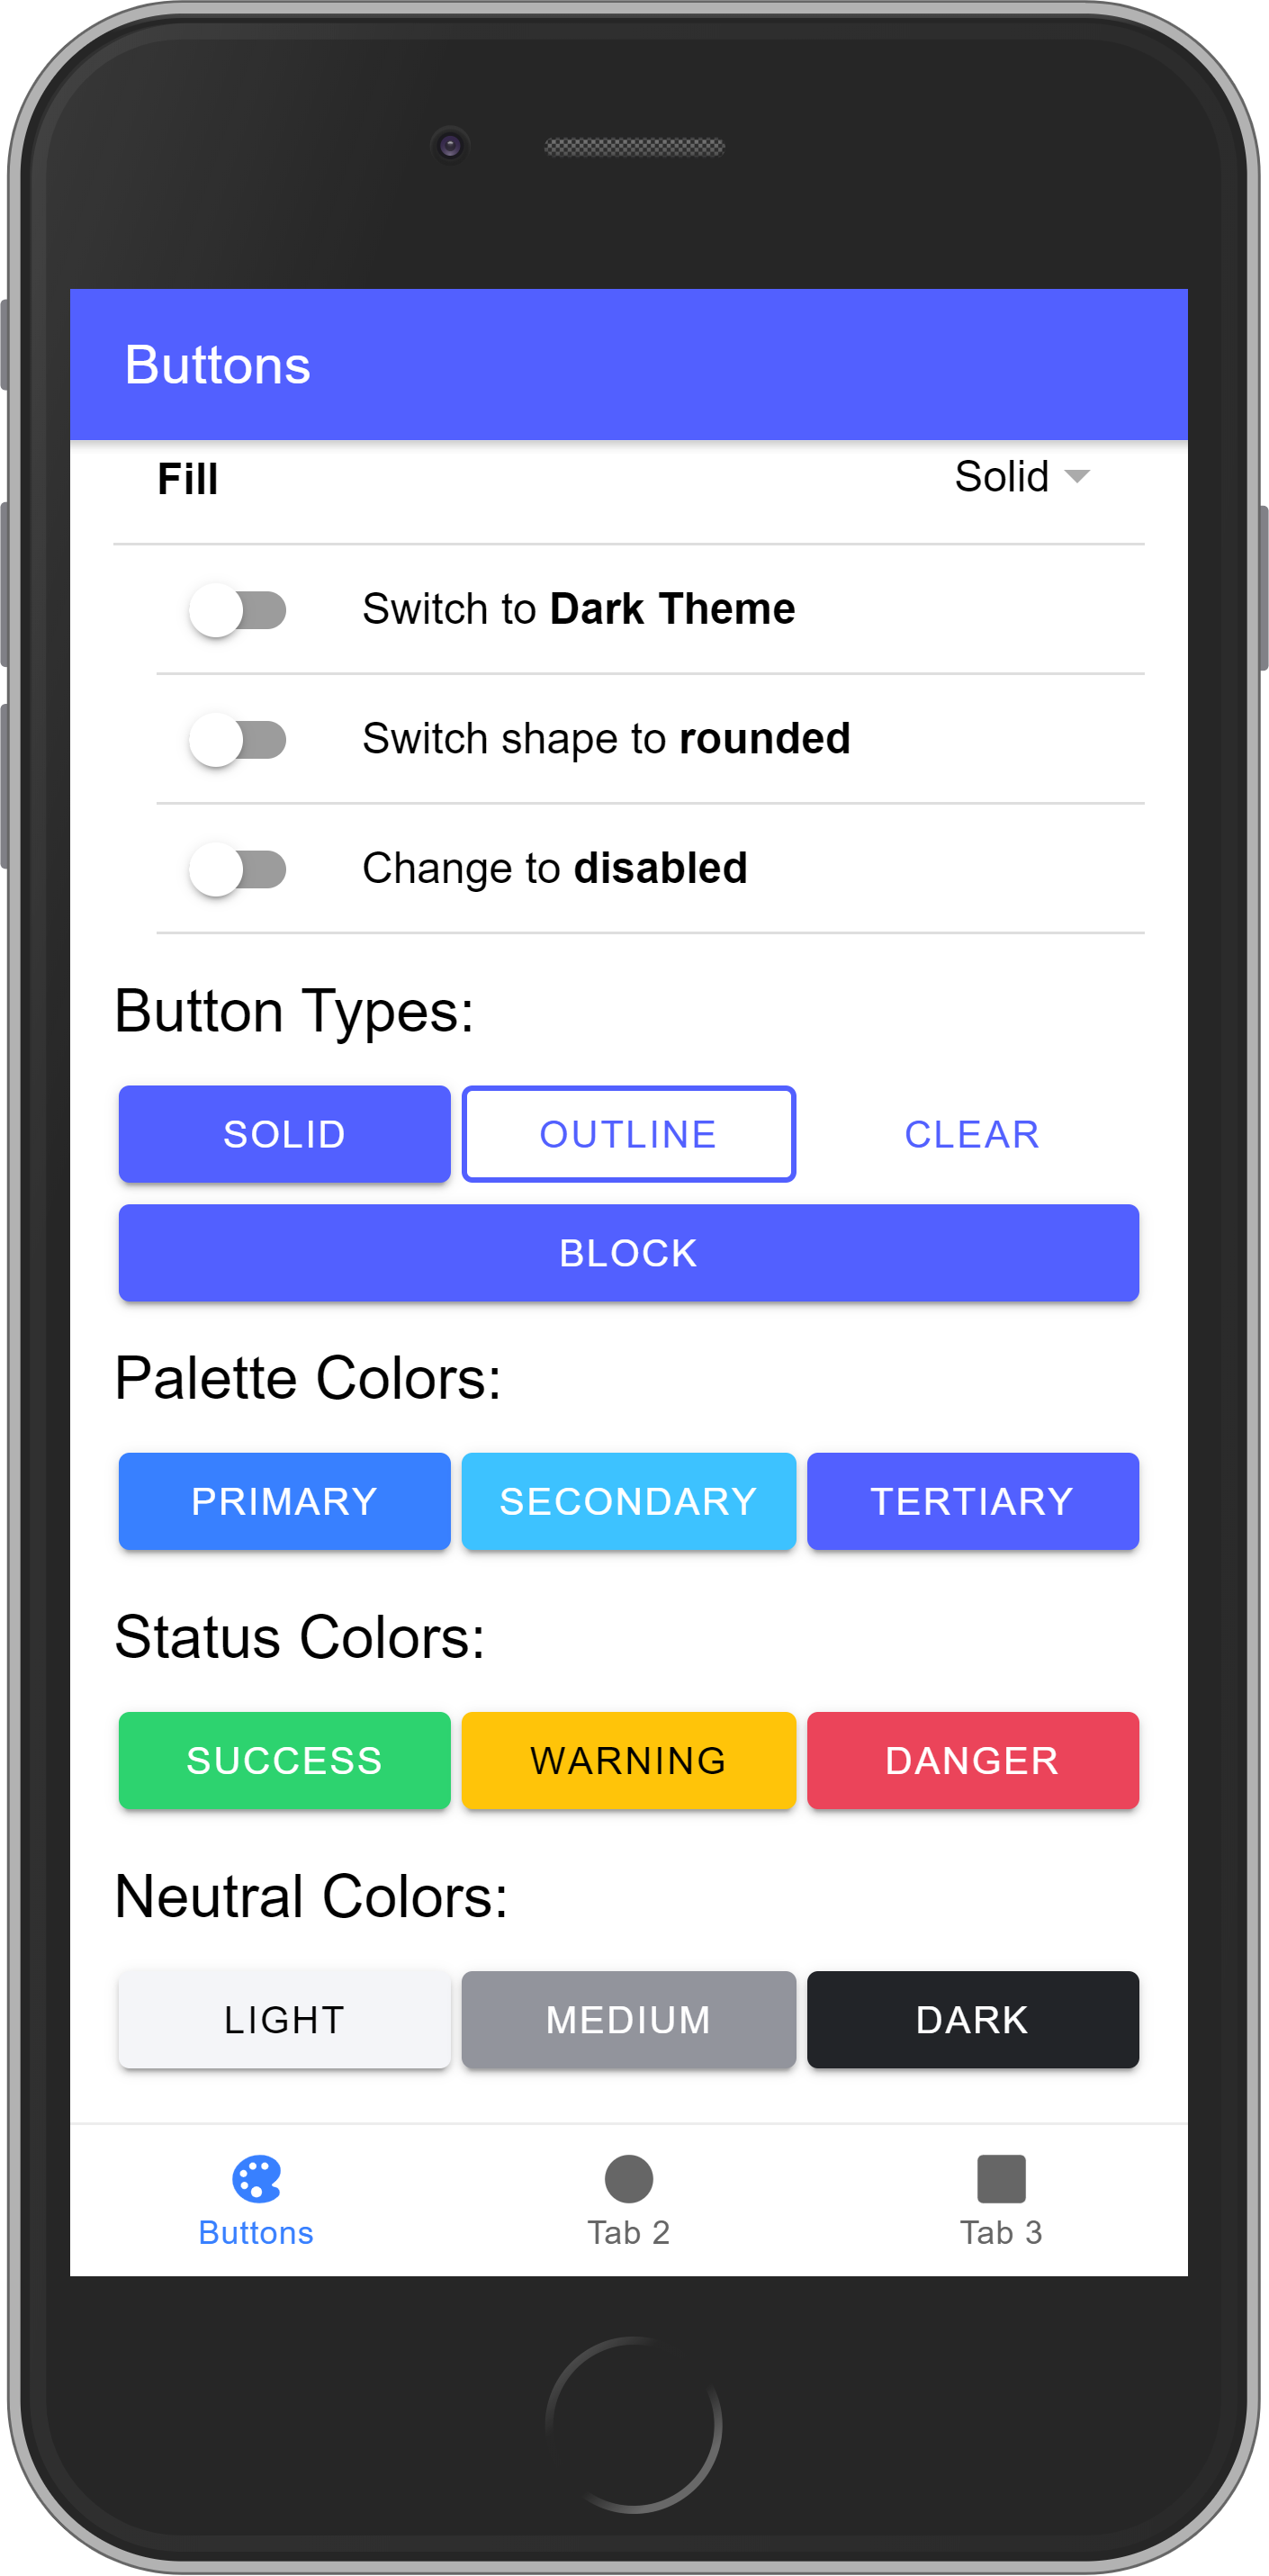 Buttons
Fill Solid
Switch to Dark Theme
Switch shape to rounded
Change to disabled
Button Types:
SOLID OUTLINE CLEAR
BLOCK
Palette Colors:
PRIMARY SECONDARY TERTIARY
Status Colors:
SUCCESS WARNING DANGER
Neutral Colors:
LIGHT MEDIUM DARK
Buttons Tab 2 Tab 3